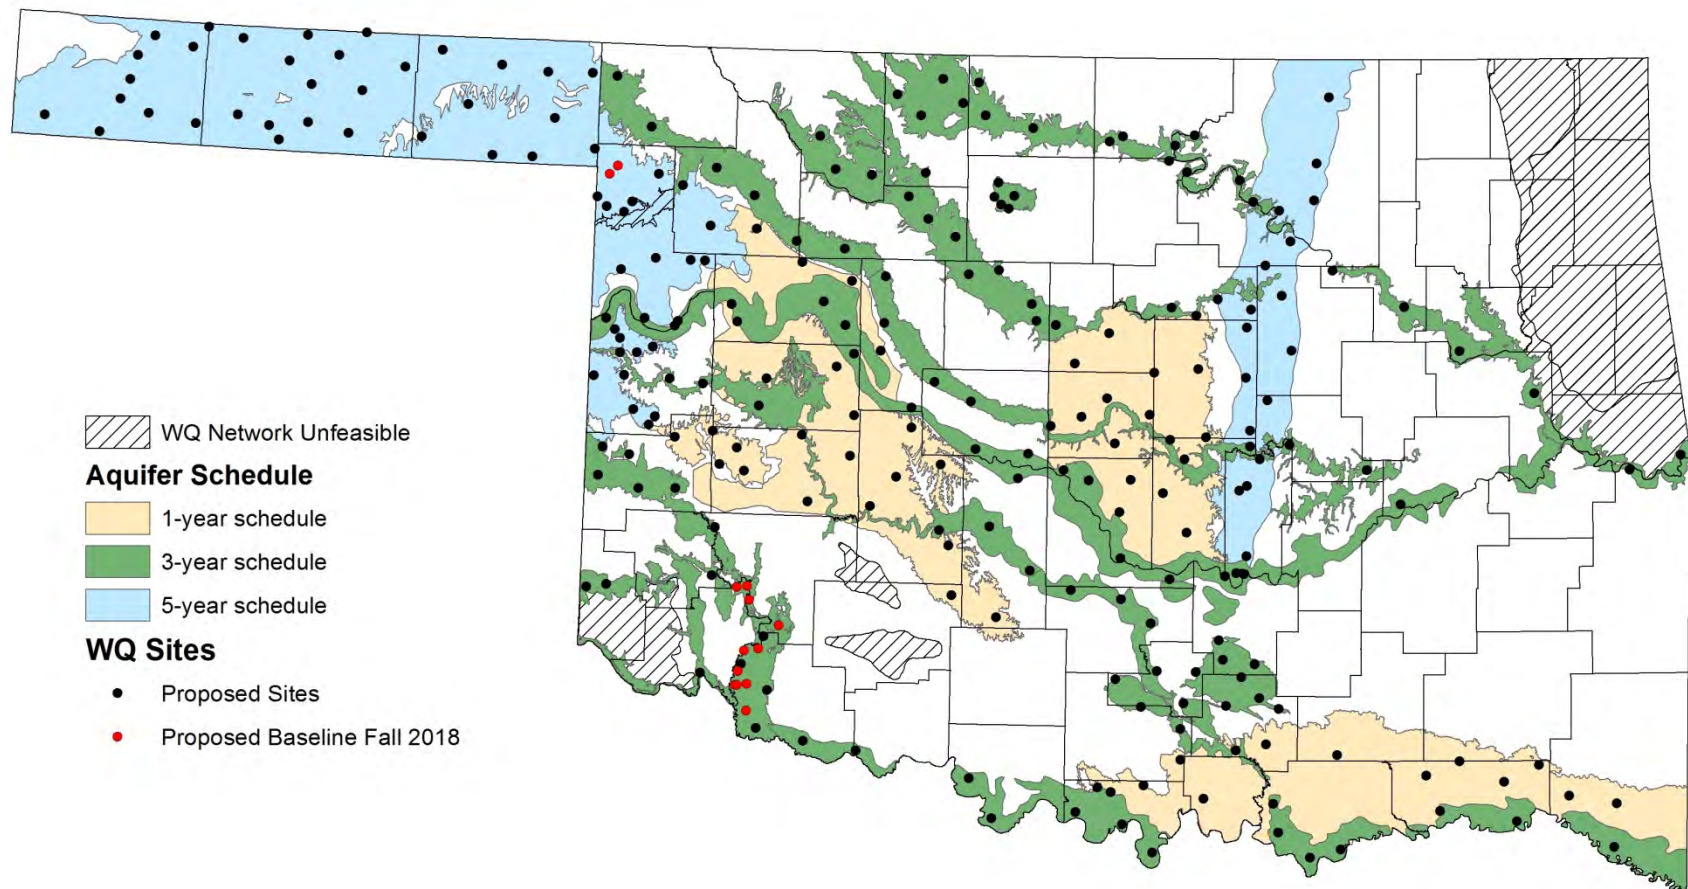 WQ Network Unfeasible
Aquifer Schedule
1-year schedule
3-year schedule
5-year schedule
WQ Sites
Proposed Sites
Proposed Baseline Fall 2018